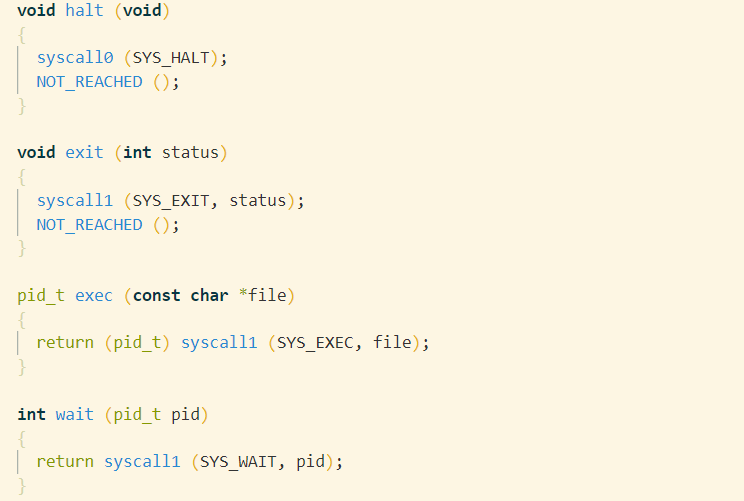 void halt (void)
{
  syscall0 (SYS_HALT);
  NOT_REACHED ();
}

void exit (int status)
{
  syscall1 (SYS_EXIT, status);
  NOT_REACHED ();
}

pid_t exec (const char *file)
{
  return (pid_t) syscall1 (SYS_EXEC, file);
}

int wait (pid_t pid)
{
  return syscall1 (SYS_WAIT, pid);
}